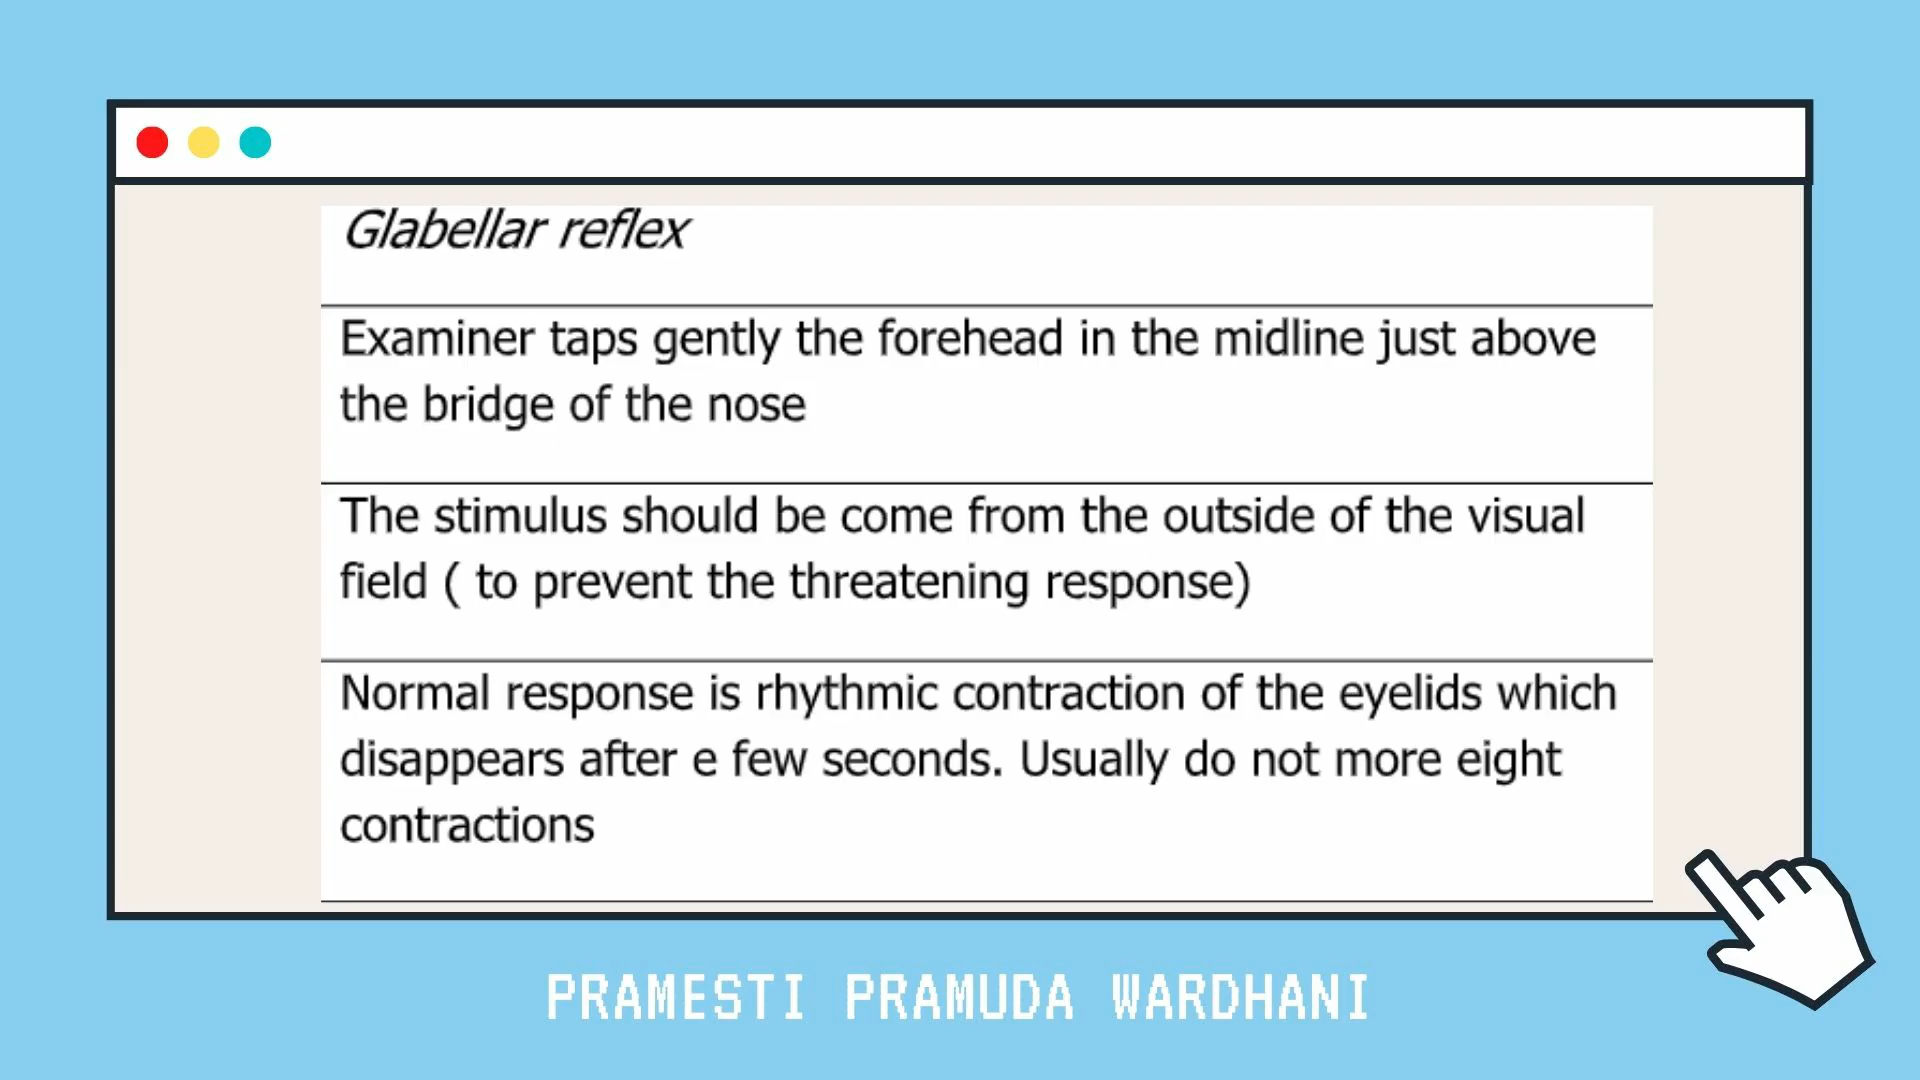 Glabellar reflex
Examiner taps gently the forehead in the midline just above
the bridge of the nose
The stimulus should be come from the outside of the visual
field ( to prevent the threatening response)
Normal response is rhythmic contraction of the eyelids which
disappears after e few seconds. Usually do not more eight
contractions
PRAMESTI PRAMUDA WARDHANI